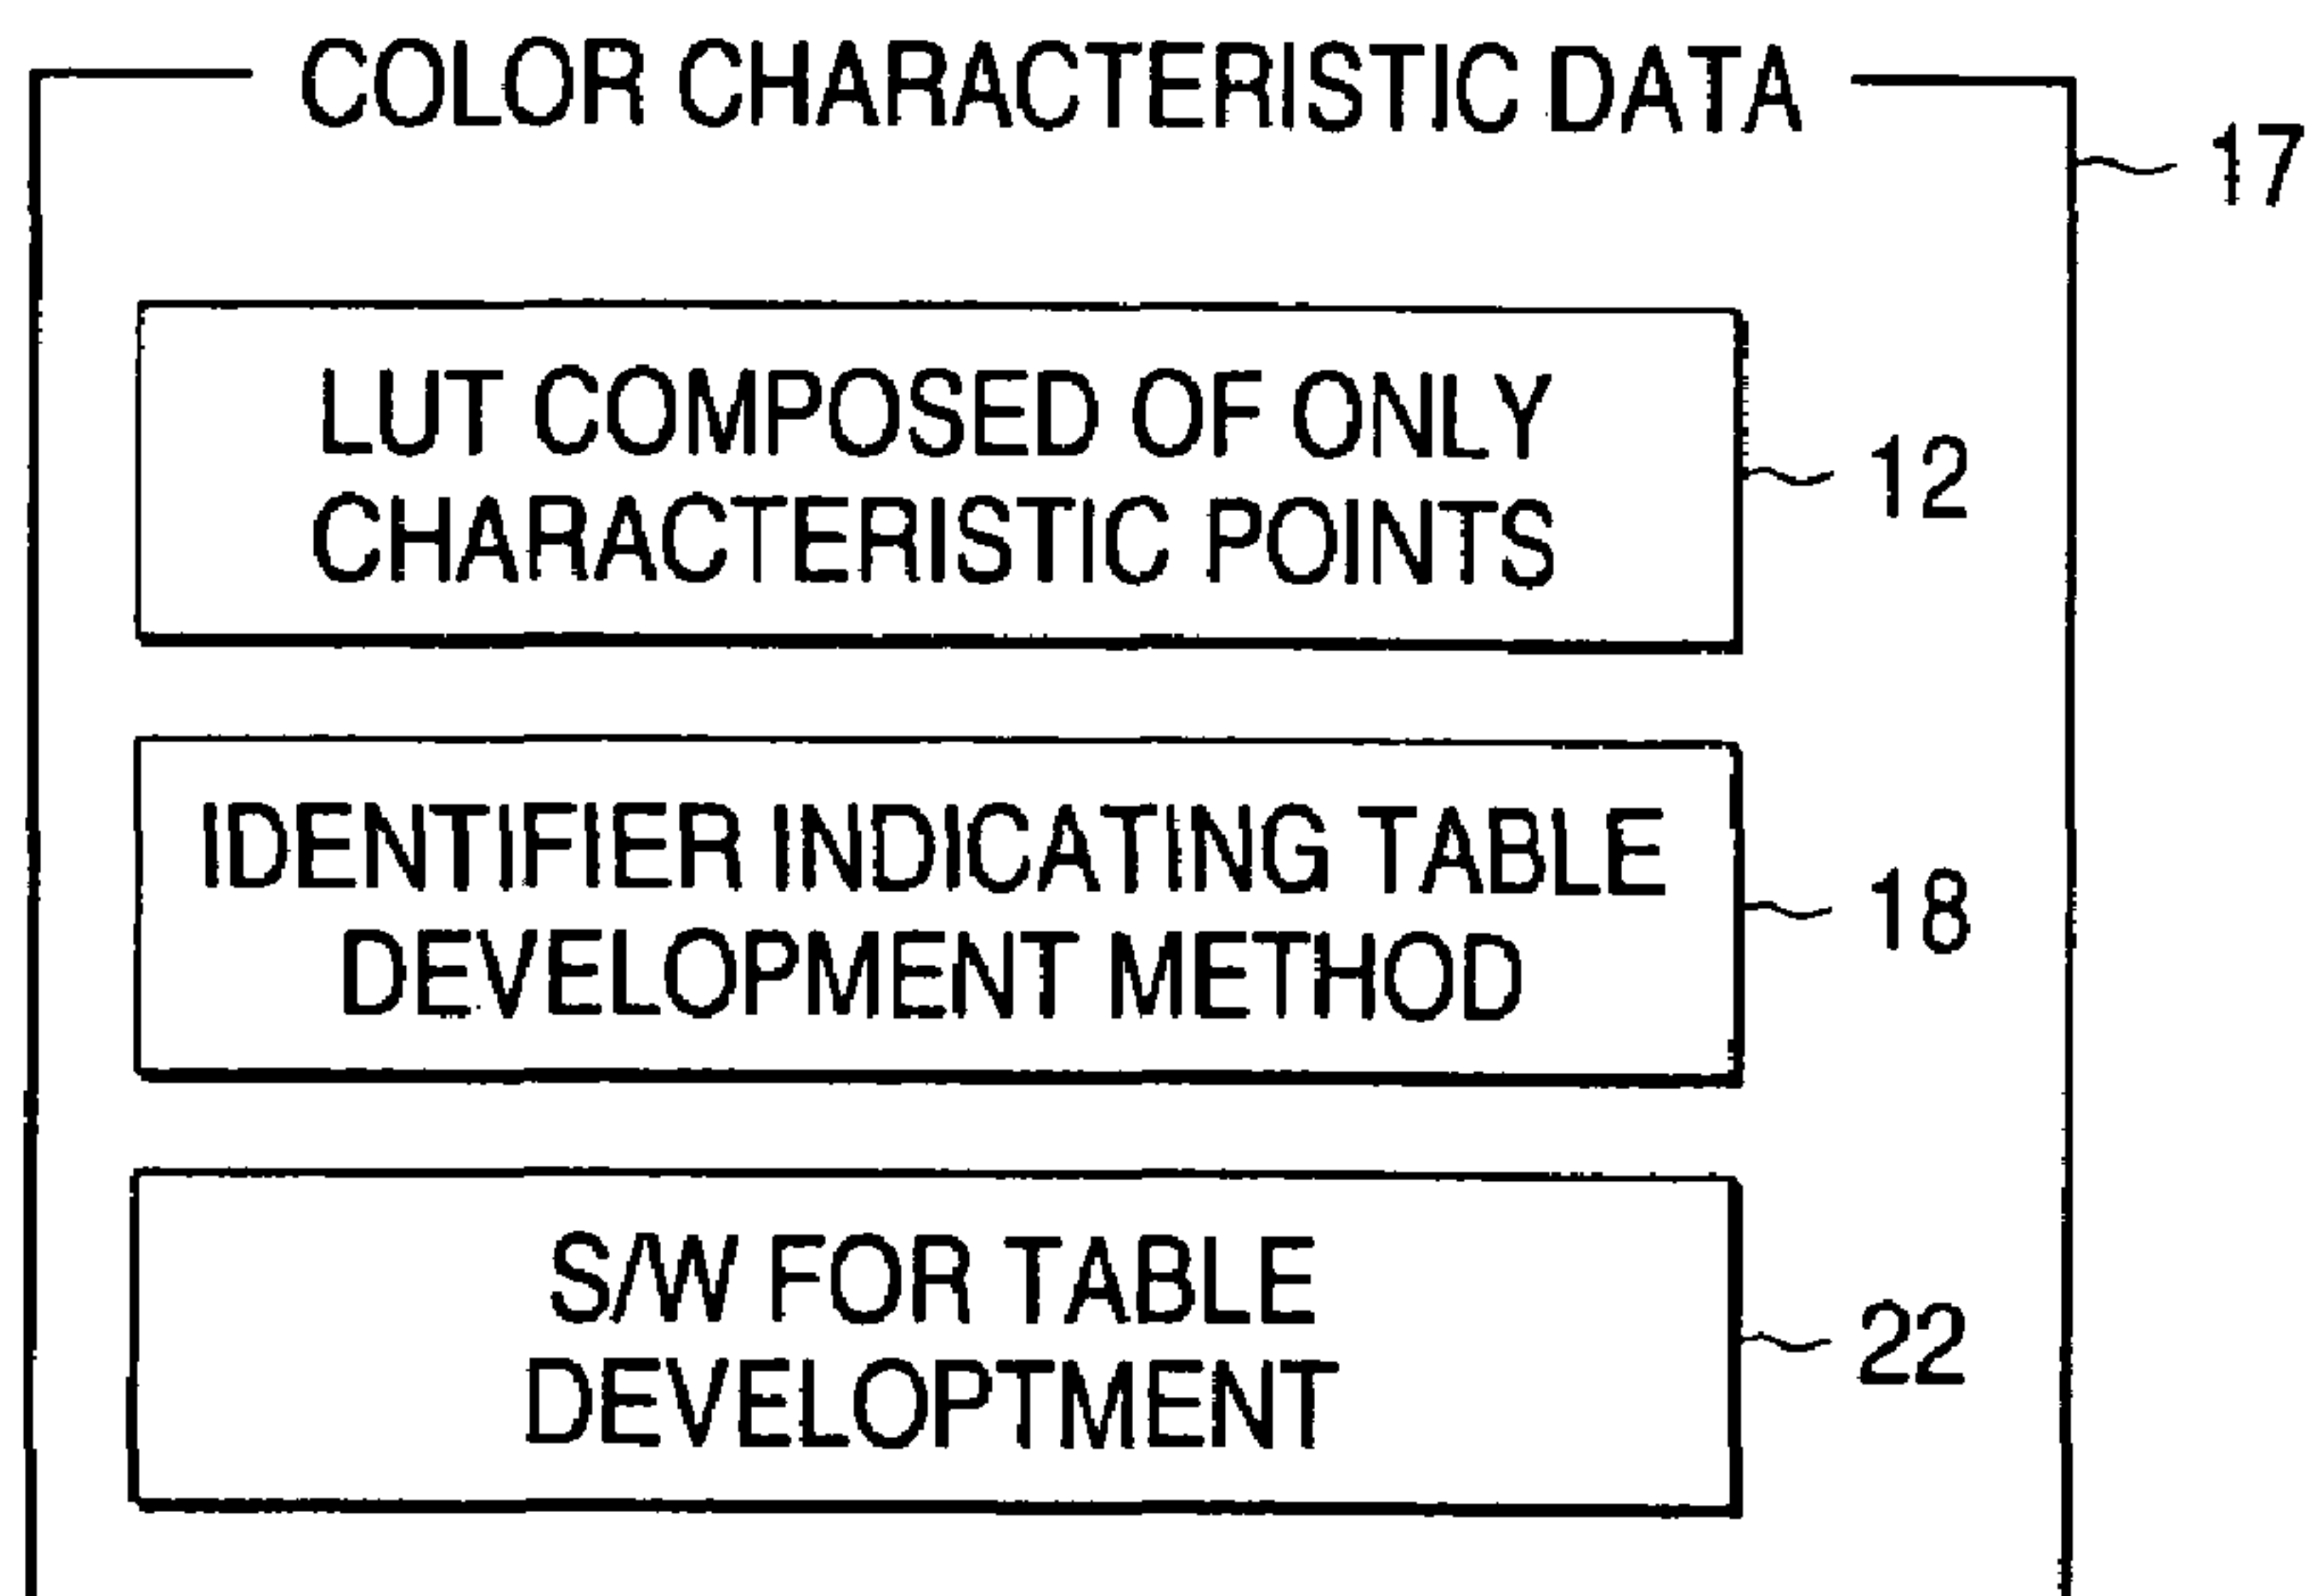 COLOR CHARACTERISTIC DATA
17
LUT COMPOSED OF ONLY
CHARACTERISTIC POINTS
12
IDENTIFIER INDICATING TABLE
DEVELOPMENT METHOD
18
S/W FOR TABLE
DEVELOPTMENT
22